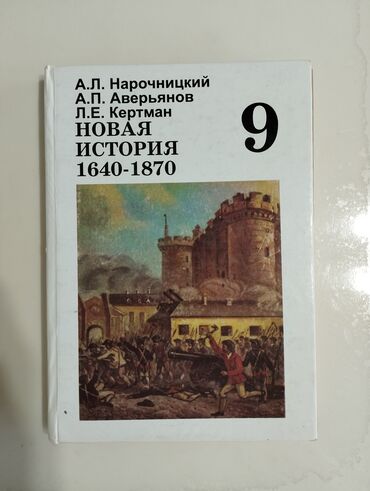 А.Л. Нарочницкий
А.П. Аверьянов
Л.Е. Кертман
НОВАЯ
ИСТОРИЯ
1640-1870
9